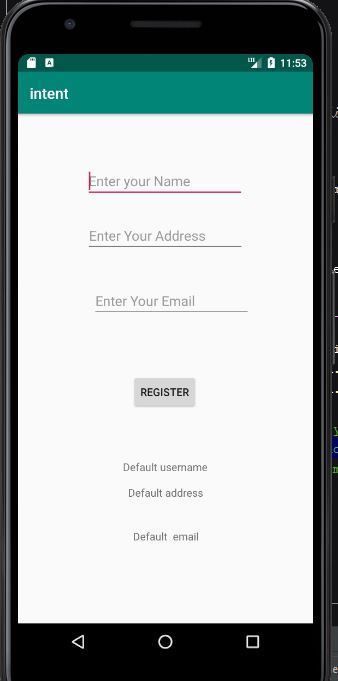 LTE 11:53
intent
Enter your Name
Enter Your Address
Enter Your Email
REGISTER
Default username
Default address
Default  email